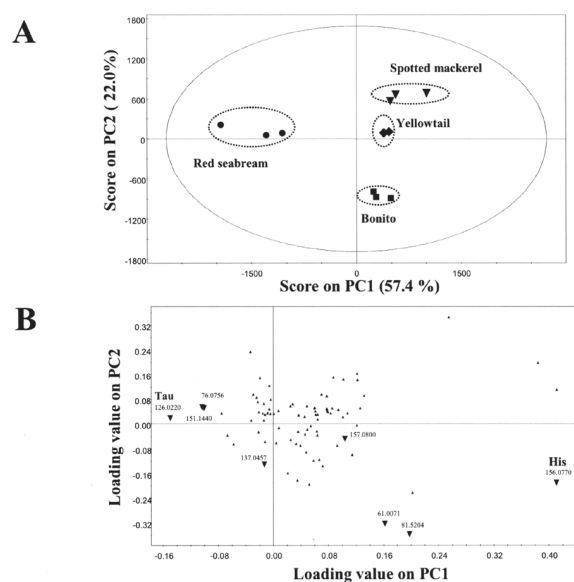 A
Score on PC2 ( 22.0%)
1800
1200
600
0
-600
-1200
-1800
Spotted mackerel
Yellowtail
Red seabream
Bonito
-1500
0
1500
Score on PC1 (57.4 %)
B
Loading value on PC2
0.32
0.24
0.16
0.08
0.00
-0.08
-0.16
-0.24
-0.32
Tau
76.0756
126.0220
151.1440
157.0800
137.0457
His
156.0770
61.0071
81.5204
-0.16
-0.08
0.00
0.08
0.16
0.24
0.32
0.40
Loading value on PC1